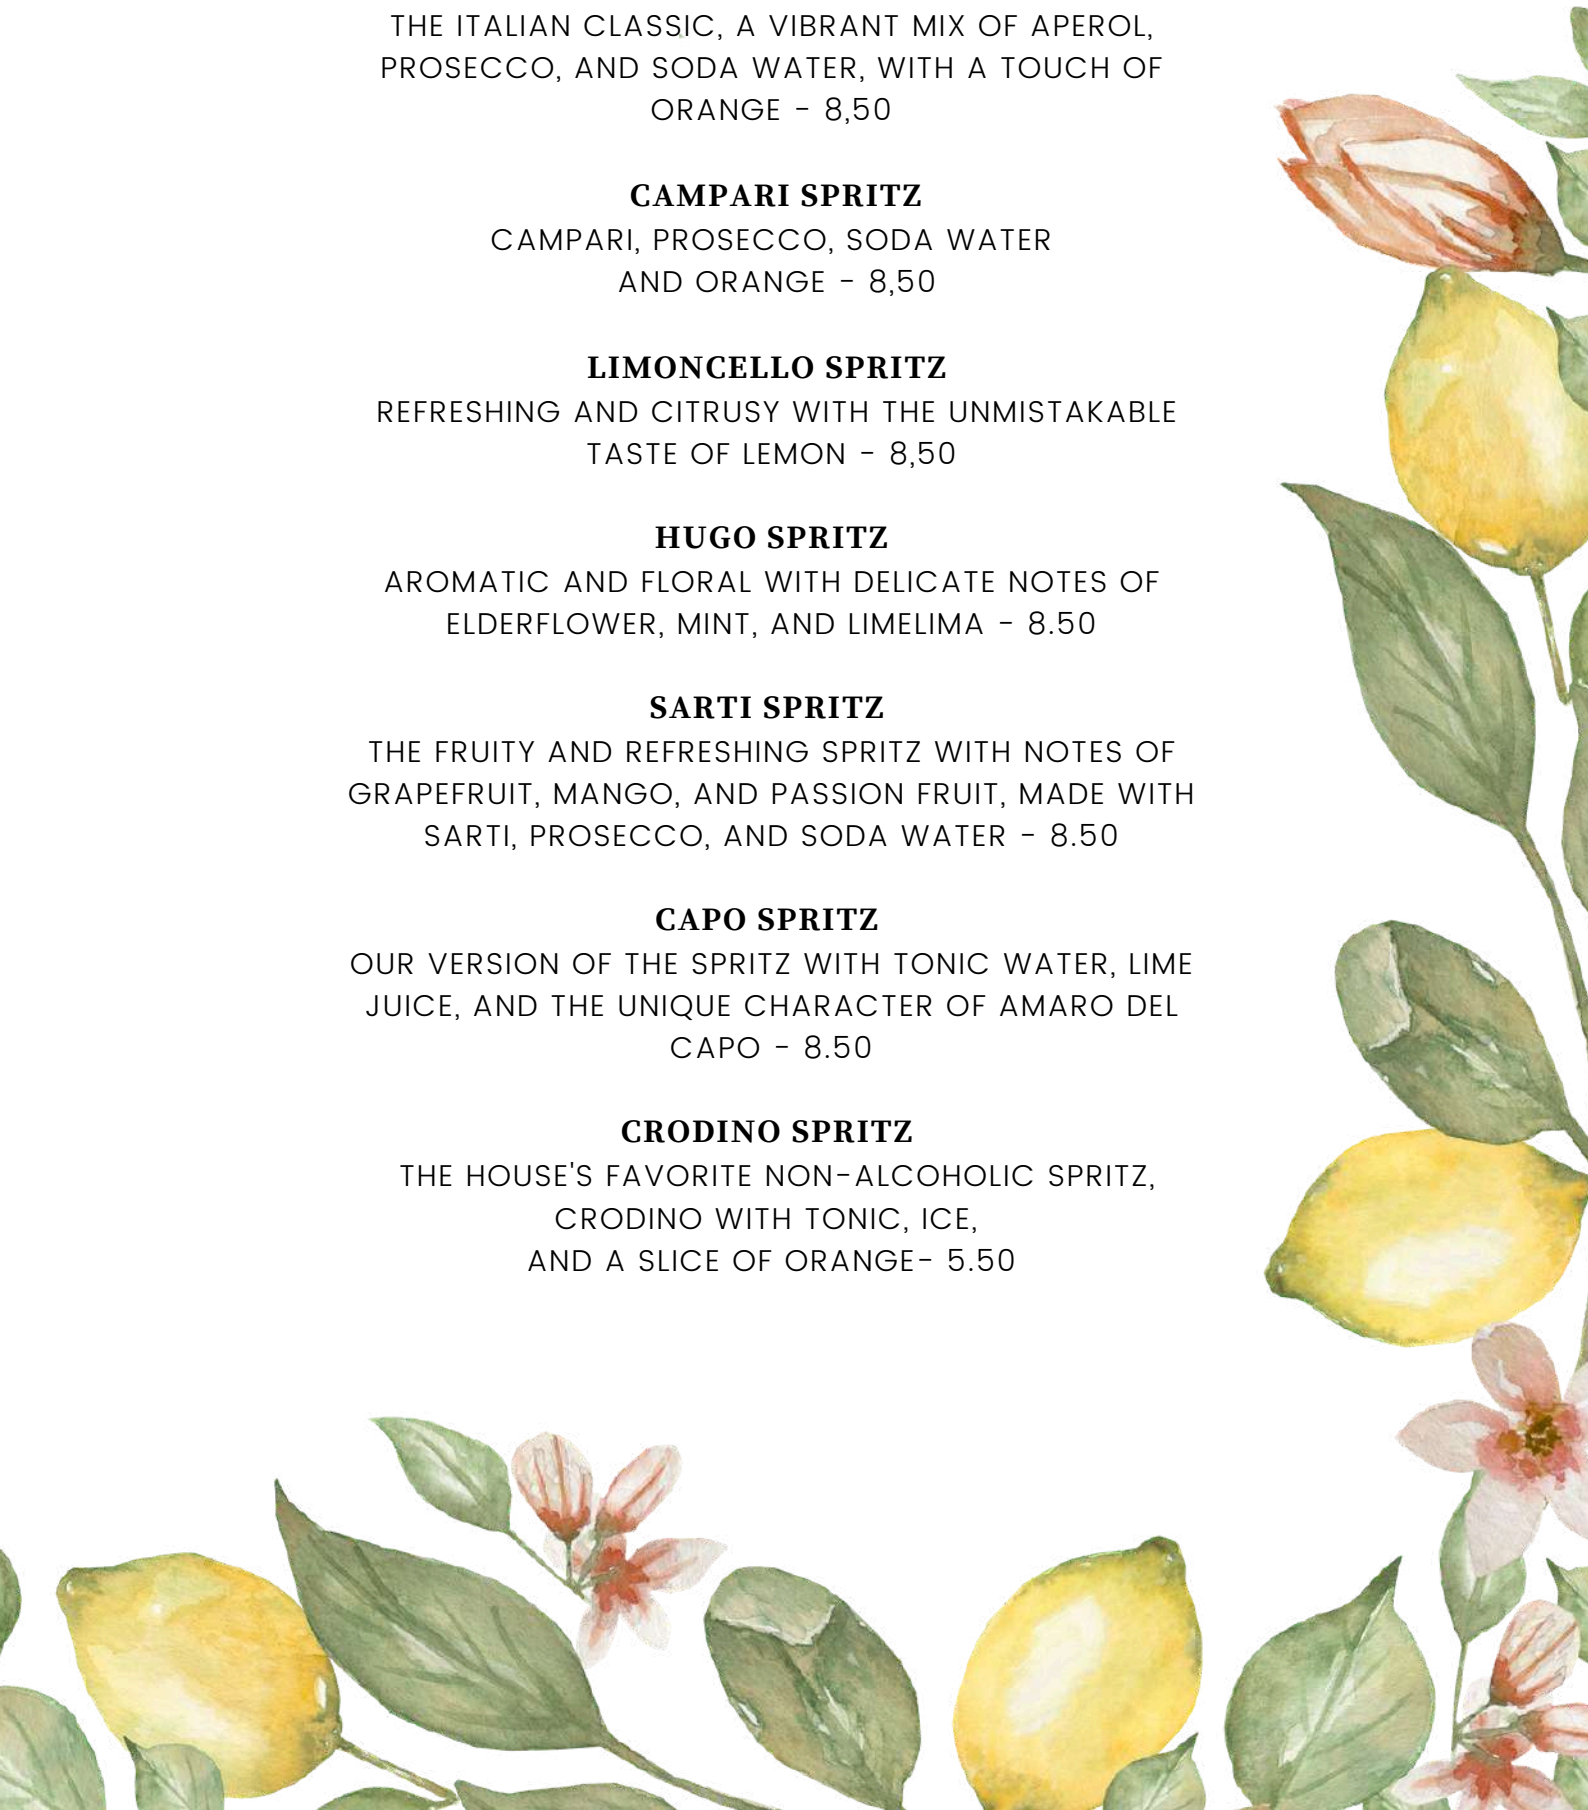 THE ITALIAN CLASSIC, A VIBRANT MIX OF APEROL,
PROSECCO, AND SODA WATER, WITH A TOUCH OF
ORANGE - 8,50
CAMPARI SPRITZ
CAMPARI, PROSECCO, SODA WATER
AND ORANGE - 8,50
LIMONCELLO SPRITZ
REFRESHING AND CITRUSY WITH THE UNMISTAKABLE
TASTE OF LEMON - 8,50
HUGO SPRITZ
AROMATIC AND FLORAL WITH DELICATE NOTES OF
ELDERFLOWER, MINT, AND LIMELIMA - 8.50
SARTI SPRITZ
THE FRUITY AND REFRESHING SPRITZ WITH NOTES OF
GRAPEFRUIT, MANGO, AND PASSION FRUIT, MADE WITH
SARTI, PROSECCO, AND SODA WATER - 8.50
CAPO SPRITZ
OUR VERSION OF THE SPRITZ WITH TONIC WATER, LIME
JUICE, AND THE UNIQUE CHARACTER OF AMARO DEL
CAPO - 8.50
CRODINO SPRITZ
THE HOUSE'S FAVORITE NON-ALCOHOLIC SPRITZ,
CRODINO WITH TONIC, ICE,
AND A SLICE OF ORANGE- 5.50